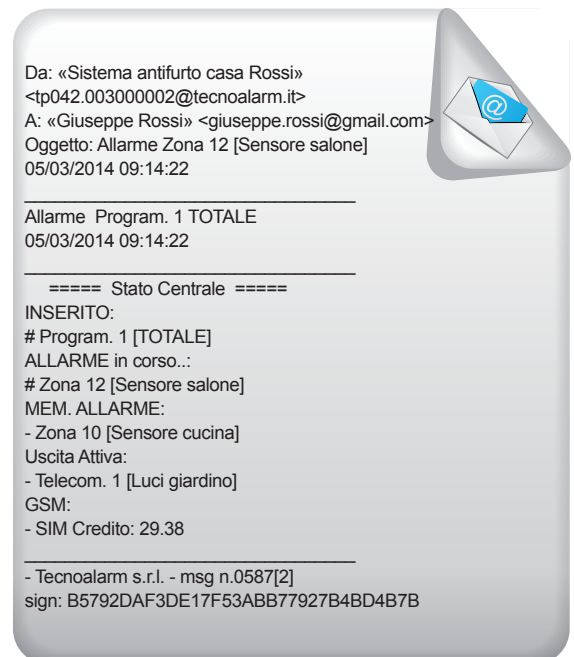 Da: «Sistema antifurto casa Rossi»
<tp042.003000002@tecnoalarm.it>
A: «Giuseppe Rossi» <giuseppe.rossi@gmail.com>
Oggetto: Allarme Zona 12 [Sensore salone]
05/03/2014 09:14:22
Allarme Program. 1 TOTALE
05/03/2014 09:14:22
===== Stato Centrale =====
INSERITO:
# Program. 1 [TOTALE]
ALLARME in corso..:
# Zona 12 [Sensore salone]
MEM. ALLARME:
- Zona 10 [Sensore cucina]
Uscita Attiva:
- Telecom. 1 [Luci giardino]
GSM:
- SIM Credito: 29.38
- Tecnoalarm s.r.l. - msg n.0587[2]
sign: B5792DAF3DE17F53ABB77927B4BD4B7B
@